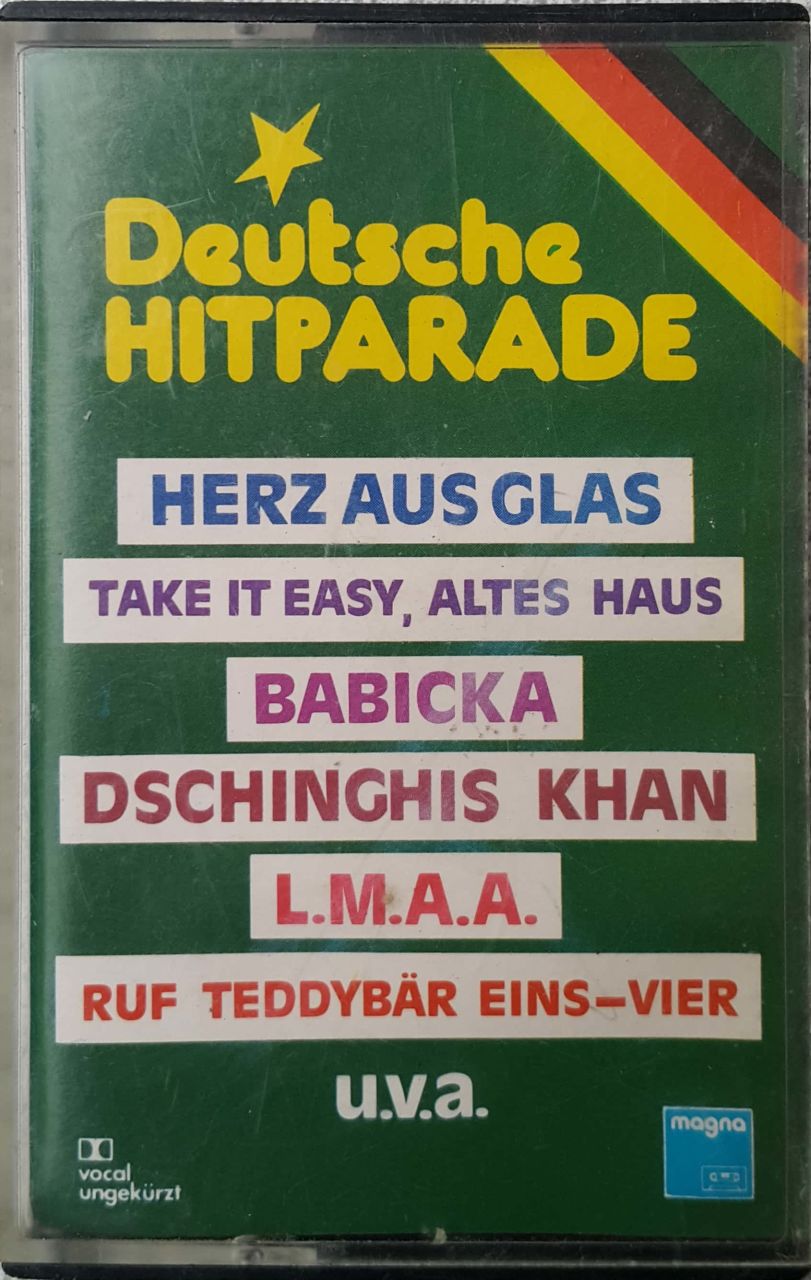 Deutsche
HITPARADE
HERZ AUS GLAS
TAKE IT EASY, ALTES HAUS
BABICKA
DSCHINGHIS KHAN
L.M.A.A.
RUF TEDDYBÄR EINS–VIER
u.v.a.
vocal
ungekürzt
magna